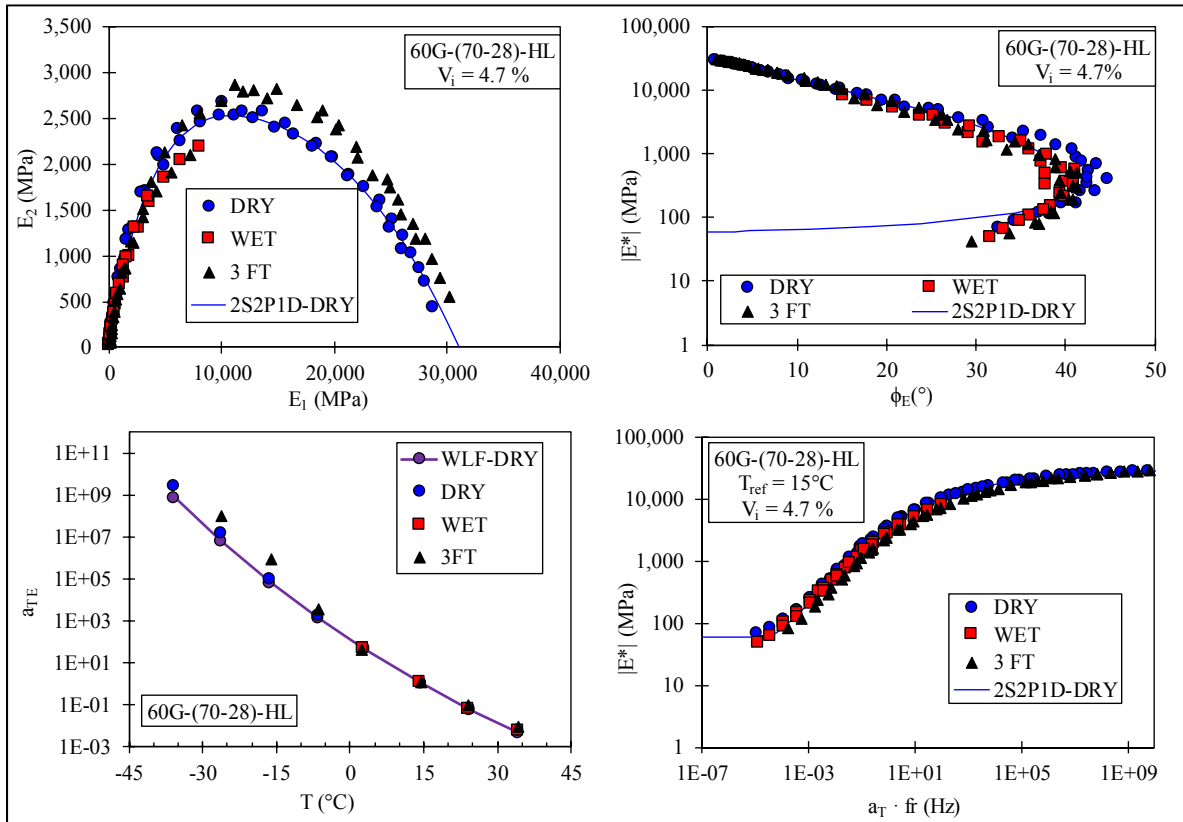 3,500
3,000
2,500
2,000
1,500
1,000
500
0
E2 (MPa)
60G-(70-28)-HL
Vi = 4.7 %
DRY
WET
3 FT
2S2P1D-DRY
0
10,000
20,000
30,000
40,000
E1 (MPa)
100,000
10,000
1,000
100
10
1
|E*| (MPa)
60G-(70-28)-HL
Vi = 4.7%
DRY
WET
3 FT
2S2P1D-DRY
0
10
20
30
40
50
ϕE(°)
1E+11
1E+09
1E+07
1E+05
1E+03
1E+01
1E-01
1E-03
aTE
WLF-DRY
DRY
WET
3FT
60G-(70-28)-HL
-45
-30
-15
0
15
30
45
T (°C)
100,000
10,000
1,000
100
10
1
|E*| (MPa)
60G-(70-28)-HL
Tref = 15°C
Vi = 4.7 %
DRY
WET
3 FT
2S2P1D-DRY
1E-07
1E-03
1E+01
1E+05
1E+09
aT · fr (Hz)